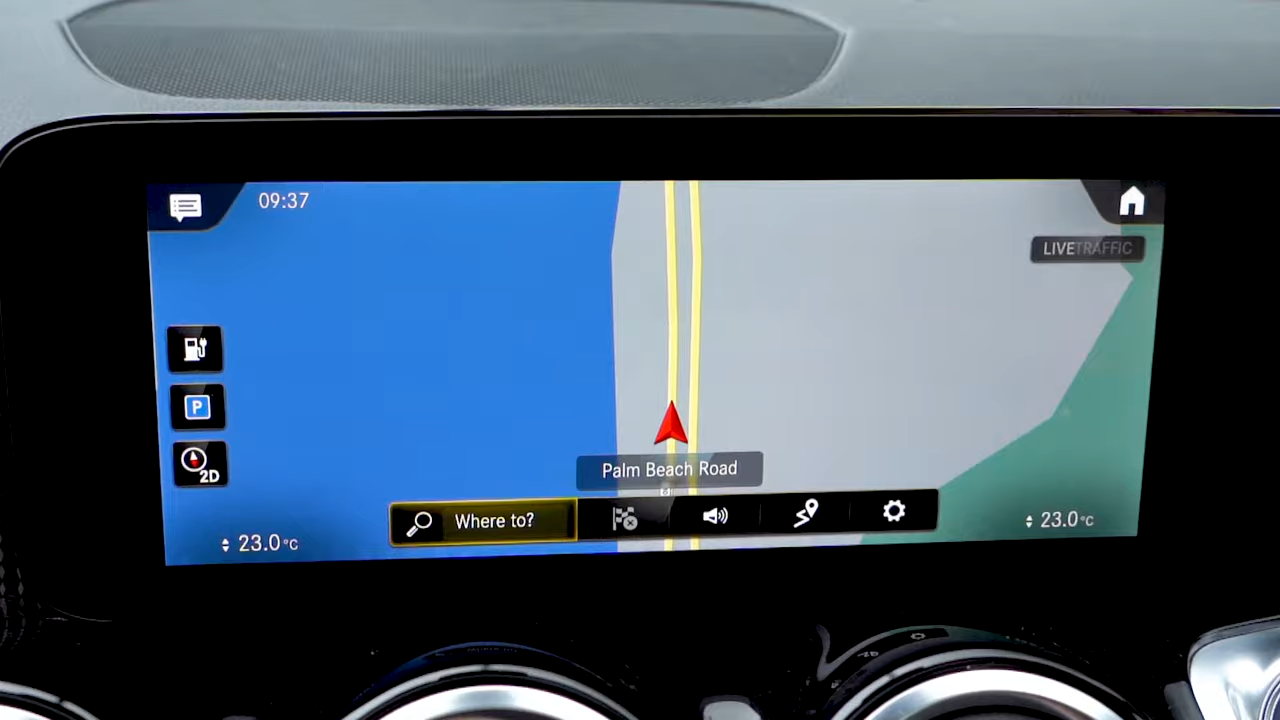 09:37
LIVETRAFFIC
P
2D
Palm Beach Road
Where to?
23.0°C
23.0°C